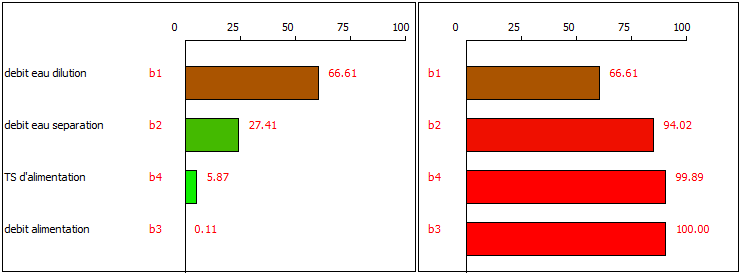 0 25 50 75 100
debit eau dilution b1 66.61
debit eau separation b2 27.41
TS d'alimentation b4 5.87
debit alimentation b3 0.11
0 25 50 75 100
b1 66.61
b2 94.02
b4 99.89
b3 100.00